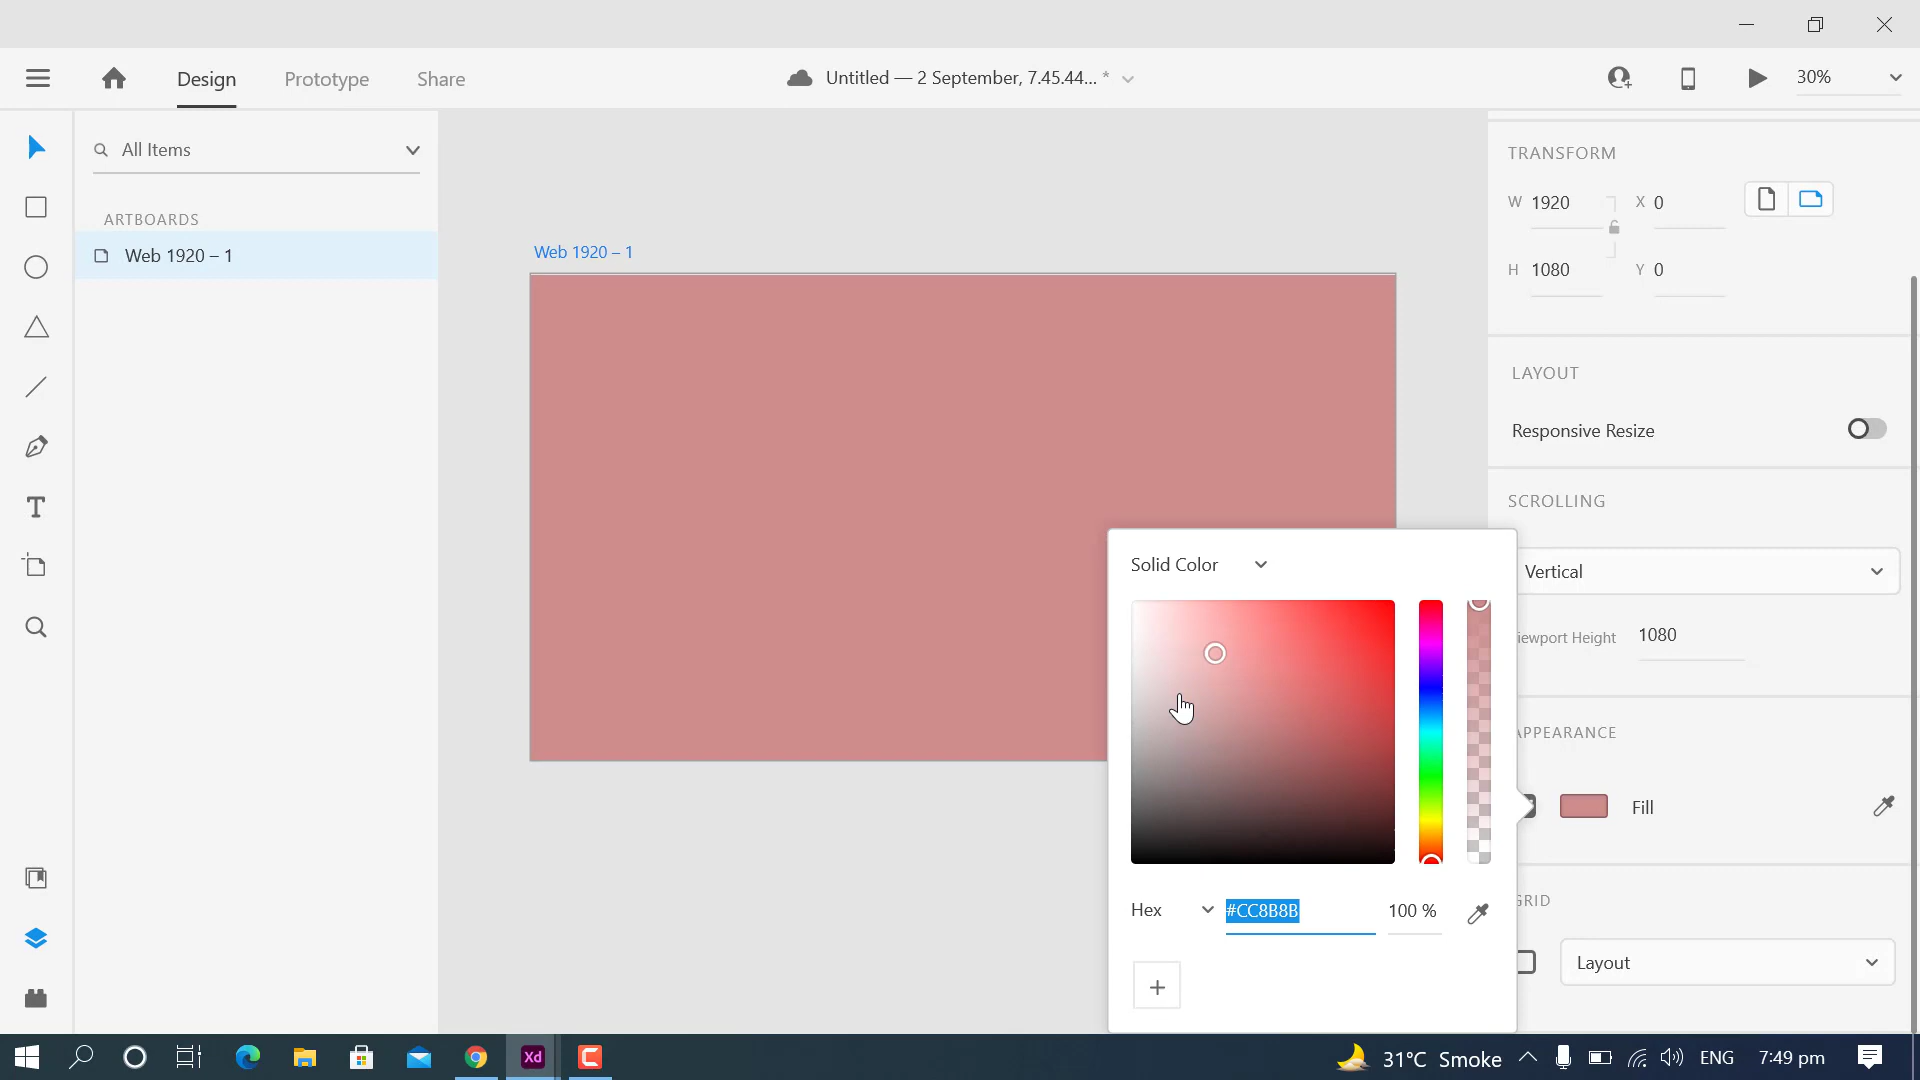 Design
Prototype
Share
Untitled — 2 September, 7.45.44... *
30%
All Items
ARTBOARDS
Web 1920 – 1
Web 1920 – 1
TRANSFORM
W 1920
X 0
H 1080
Y 0
LAYOUT
Responsive Resize
SCROLLING
Vertical
iewport Height 1080
APPEARANCE
Fill
GRID
Layout
Solid Color
Hex
#CC8B8B
100 %
+
T
Xd
31°C Smoke
ENG
7:49 pm